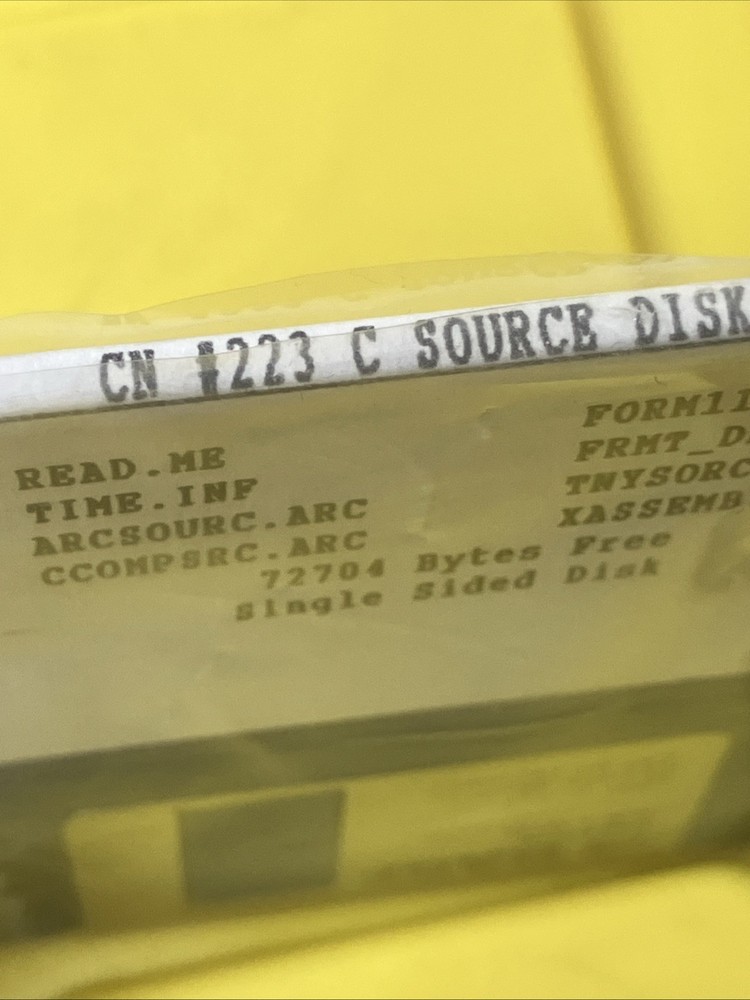 CN #223 C SOURCE DISK
READ.ME
TIME.INF
ARCSOURC.ARC
CCOMPSRC.ARC
FORM11
FRMT_D
TNYSORC
XASSEMB
72704 Bytes Free
Single Sided Disk